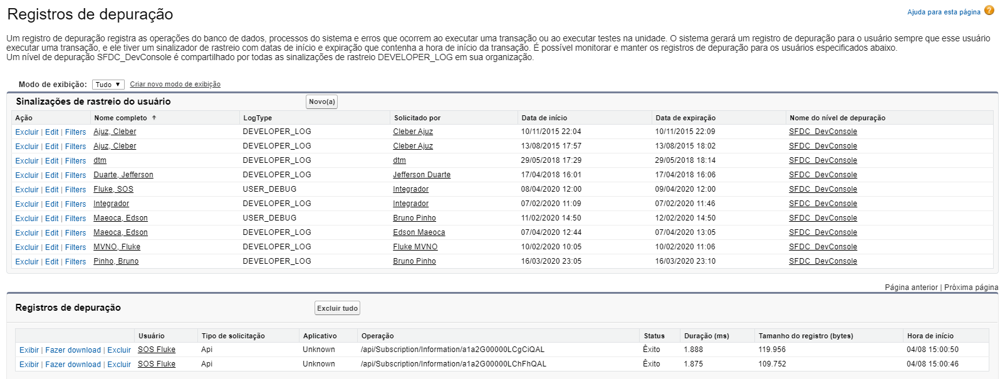 Registros de depuração
Ajuda para esta página ?
Um registro de depuração registra as operações do banco de dados, processos do sistema e erros que ocorrem ao executar uma transação ou ao executar testes na unidade. O sistema gerará um registro de depuração para o usuário sempre que esse usuário
executar uma transação, e ele tiver um sinalizador de rastreio com datas de início e expiração que contenha a hora de início da transação. É possível monitorar e manter os registros de depuração para os usuários especificados abaixo.
Um nível de depuração SFDC_DevConsole é compartilhado por todas as sinalizações de rastreio DEVELOPER_LOG em sua organização.
Modo de exibição: Tudo ▼ Criar novo modo de exibição
Sinalizações de rastreio do usuário Novo(a)
Ação Nome completo ↑ LogType Solicitado por Data de início Data de expiração Nome do nível de depuração
Excluir | Edit | Filters Ajuz, Cleber DEVELOPER_LOG Cleber Ajuz 10/11/2015 22:04 10/11/2015 22:09 SFDC_DevConsole
Excluir | Edit | Filters Ajuz, Cleber DEVELOPER_LOG Cleber Ajuz 13/08/2015 17:57 13/08/2015 18:02 SFDC_DevConsole
Excluir | Edit | Filters dtm DEVELOPER_LOG dtm 29/05/2018 17:29 29/05/2018 18:14 SFDC_DevConsole
Excluir | Edit | Filters Duarte, Jefferson DEVELOPER_LOG Jefferson Duarte 17/04/2018 16:01 17/04/2018 16:06 SFDC_DevConsole
Excluir | Edit | Filters Fluke, SOS USER_DEBUG Integrador 08/04/2020 12:00 09/04/2020 12:00 SFDC_DevConsole
Excluir | Edit | Filters Integrador DEVELOPER_LOG Integrador 07/02/2020 11:09 07/02/2020 11:46 SFDC_DevConsole
Excluir | Edit | Filters Maeoca, Edson USER_DEBUG Bruno Pinho 11/02/2020 14:50 12/02/2020 14:50 SFDC_DevConsole
Excluir | Edit | Filters Maeoca, Edson DEVELOPER_LOG Edson Maeoca 07/04/2020 12:44 07/04/2020 13:05 SFDC_DevConsole
Excluir | Edit | Filters MVNO, Fluke DEVELOPER_LOG Fluke MVNO 10/02/2020 10:05 10/02/2020 11:06 SFDC_DevConsole
Excluir | Edit | Filters Pinho, Bruno DEVELOPER_LOG Bruno Pinho 16/03/2020 23:05 16/03/2020 23:10 SFDC_DevConsole
Página anterior | Próxima página
Registros de depuração Excluir tudo
Usuário Tipo de solicitação Aplicativo Operação Status Duração (ms) Tamanho do registro (bytes) Hora de início
Exibir | Fazer download | Excluir SOS Fluke Api Unknown /api/Subscription/Information/a1a2G00000LCgCiQAL Êxito 1.888 119.956 04/08 15:00:50
Exibir | Fazer download | Excluir SOS Fluke Api Unknown /api/Subscription/Information/a1a2G00000LChFhQAL Êxito 1.875 109.752 04/08 15:00:46